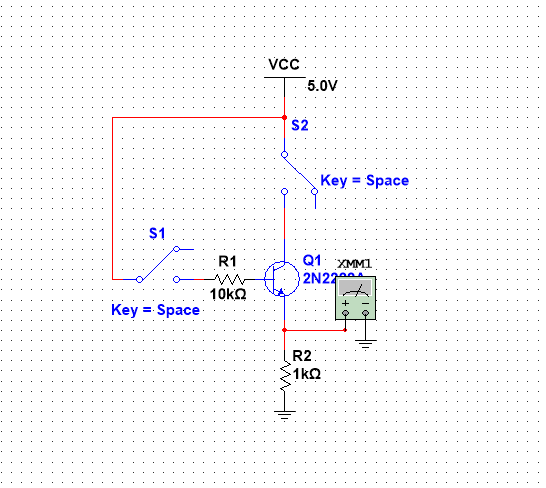 VCC
5.0V
S2
Key = Space
S1
R1
10kΩ
Key = Space
Q1
XMM1
R2
1kΩ